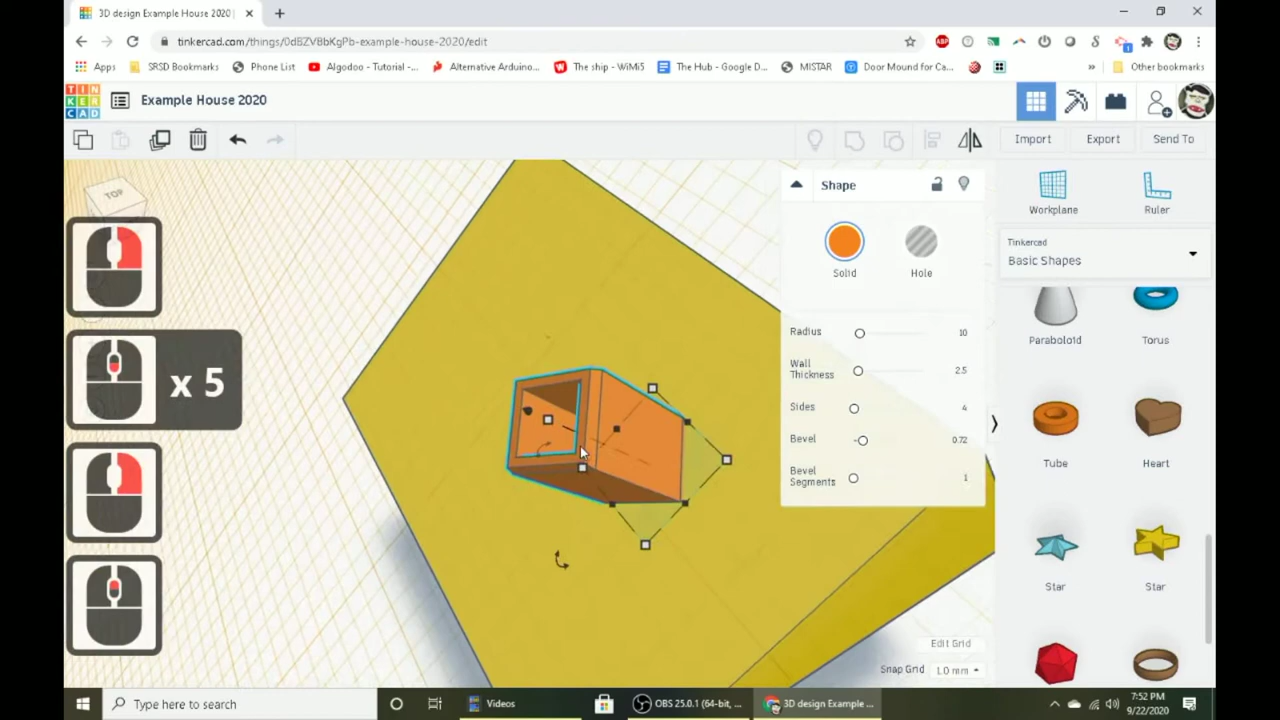 3D design Example House 2020 |
tinkercad.com/things/0dBZVBbKgPb-example-house-2020/edit
Apps
SRSD Bookmarks
Phone List
Algodoo - Tutorial -...
Alternative Arduino...
The ship - WiMi5
The Hub - Google D...
MISTAR
Door Mound for Ca...
»
Other bookmarks
TIN
KER
CAD
Example House 2020
Import
Export
Send To
TOP
Shape
Solid
Hole
Radius
10
Wall
Thickness
2.5
Sides
4
Bevel
0.72
Bevel
Segments
1
x 5
Workplane
Ruler
Tinkercad
Basic Shapes
Paraboloid
Torus
Tube
Heart
Star
Star
Edit Grid
Snap Grid 1.0 mm
Type here to search
Videos
OBS 25.0.1 (64-bit, ...
3D design Example ...
7:52 PM
9/22/2020